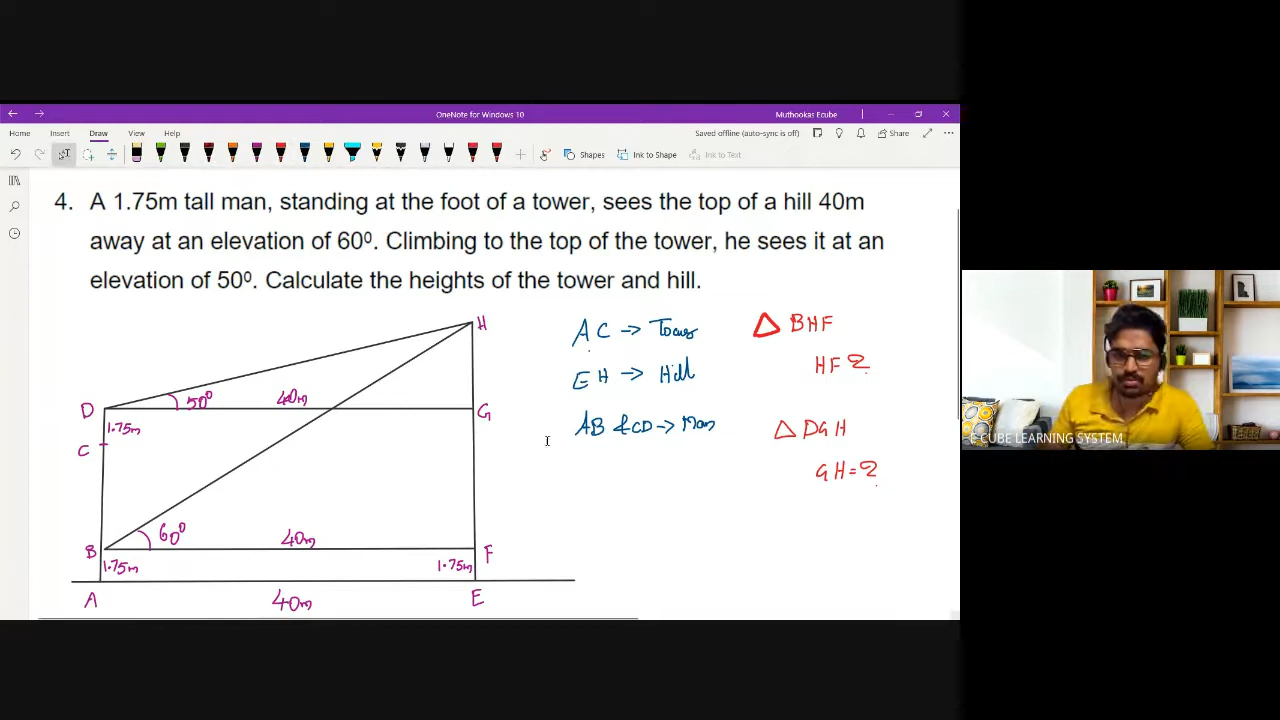 OneNote for Windows 10
Muthookas Ecube
Home Insert Draw View Help
Saved offline (auto-sync is off)
Share
Shapes
Ink to Shape
Ink to Text
4. A 1.75m tall man, standing at the foot of a tower, sees the top of a hill 40m
away at an elevation of 60⁰. Climbing to the top of the tower, he sees it at an
elevation of 50⁰. Calculate the heights of the tower and hill.
H
D 50⁰ 40m G
1.75m
C
60⁰
B 40m F
1.75m 1.75m
A 40m E
AC → Tower
EH → Hill
AB & CD → Man
△ BHF
HF ?
△ DGH
GH = ?
E CUBE LEARNING SYSTEM